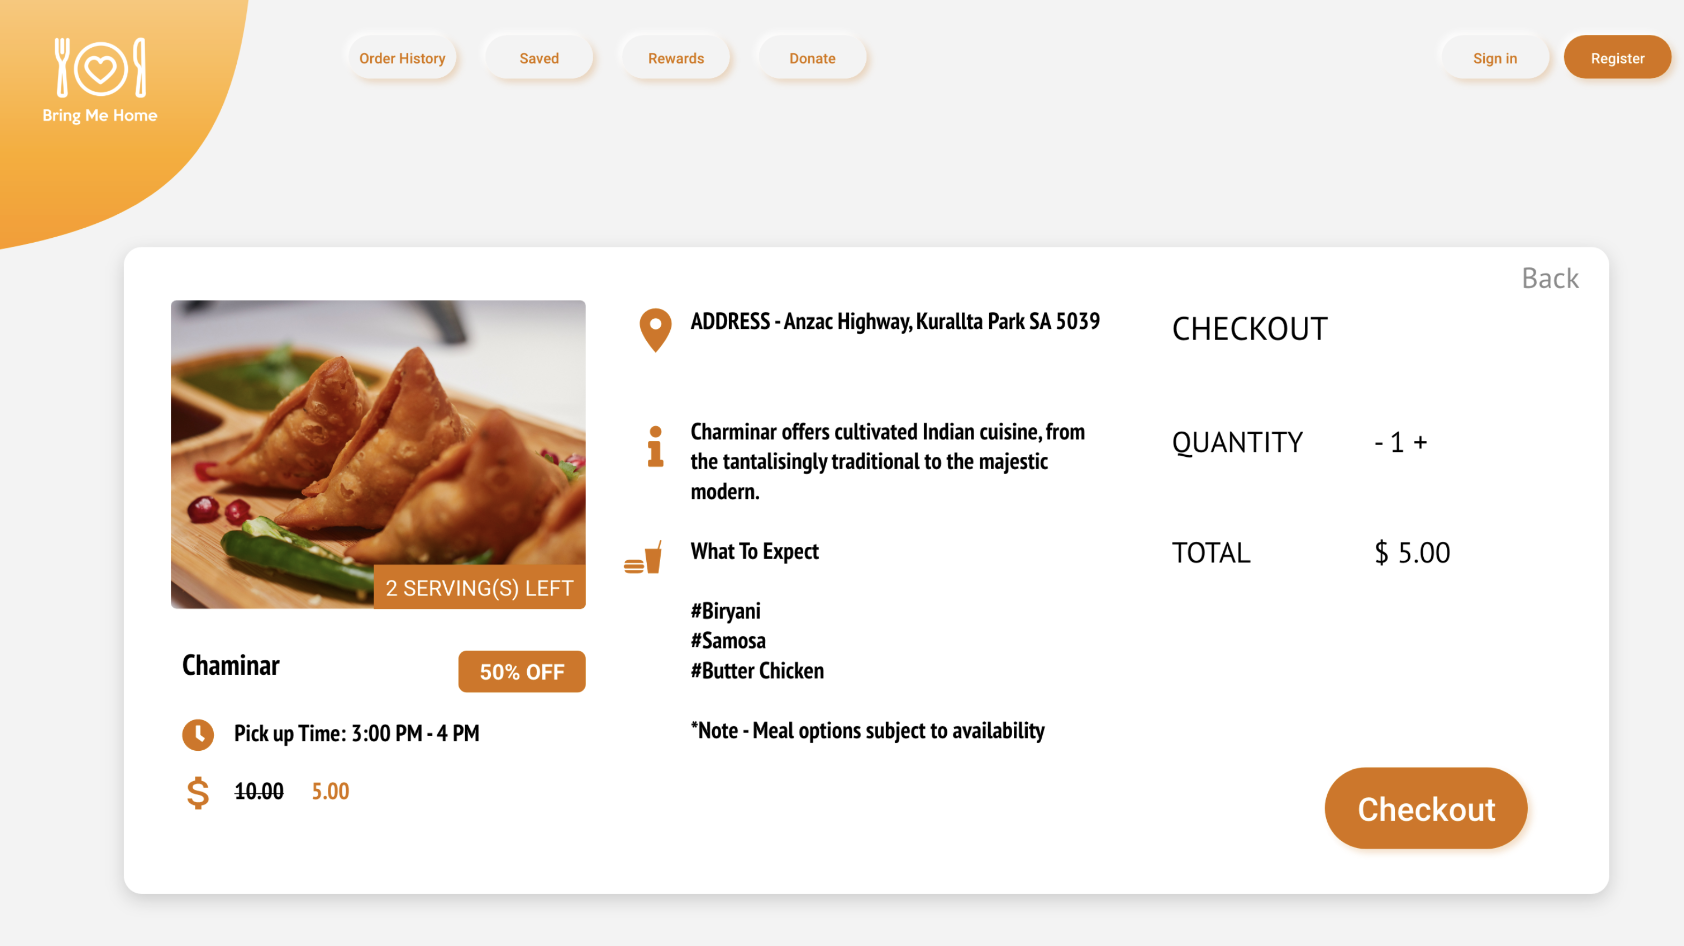 Bring Me Home
Order History
Saved
Rewards
Donate
Sign in
Register
Back
2 SERVING(S) LEFT
Chaminar
50% OFF
Pick up Time: 3:00 PM - 4 PM
$ 10.00 5.00
ADDRESS - Anzac Highway, Kurallta Park SA 5039
Charminar offers cultivated Indian cuisine, from
the tantalisingly traditional to the majestic
modern.
What To Expect
#Biryani
#Samosa
#Butter Chicken
*Note - Meal options subject to availability
CHECKOUT
QUANTITY - 1 +
TOTAL $ 5.00
Checkout